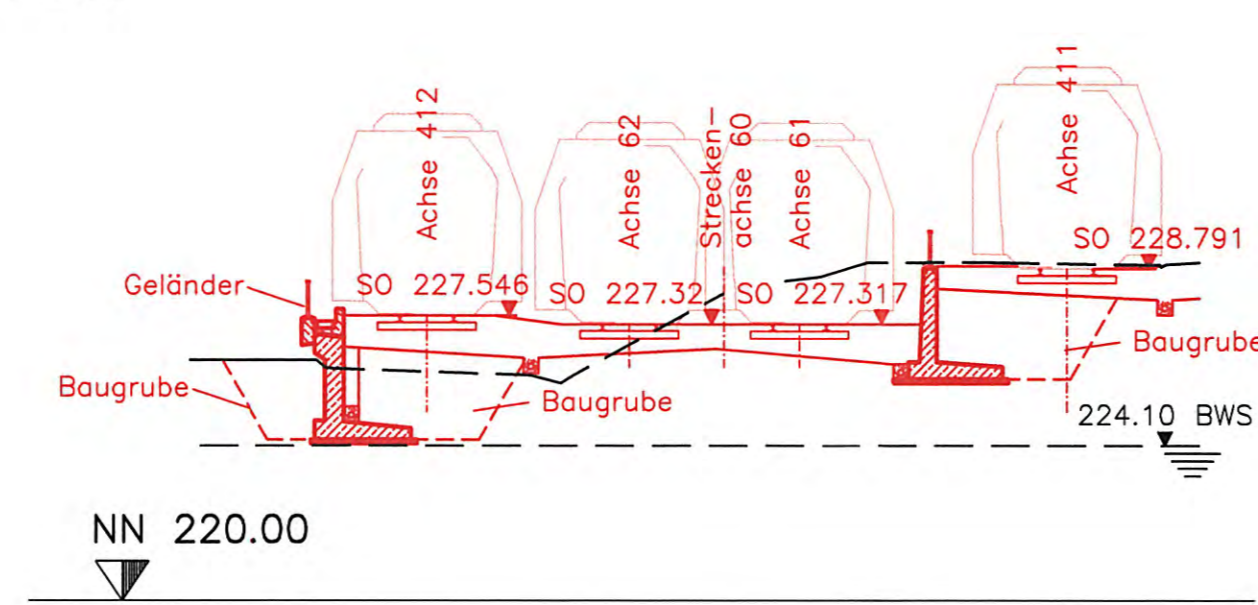 Achse 412
Achse 62
Strecken-
achse 60
Achse 61
Achse 411
SO 228.791
Geländer
SO 227.546
SO 227.32
SO 227.317
Baugrube
Baugrube
Baugrube
224.10 BWS
NN 220.00